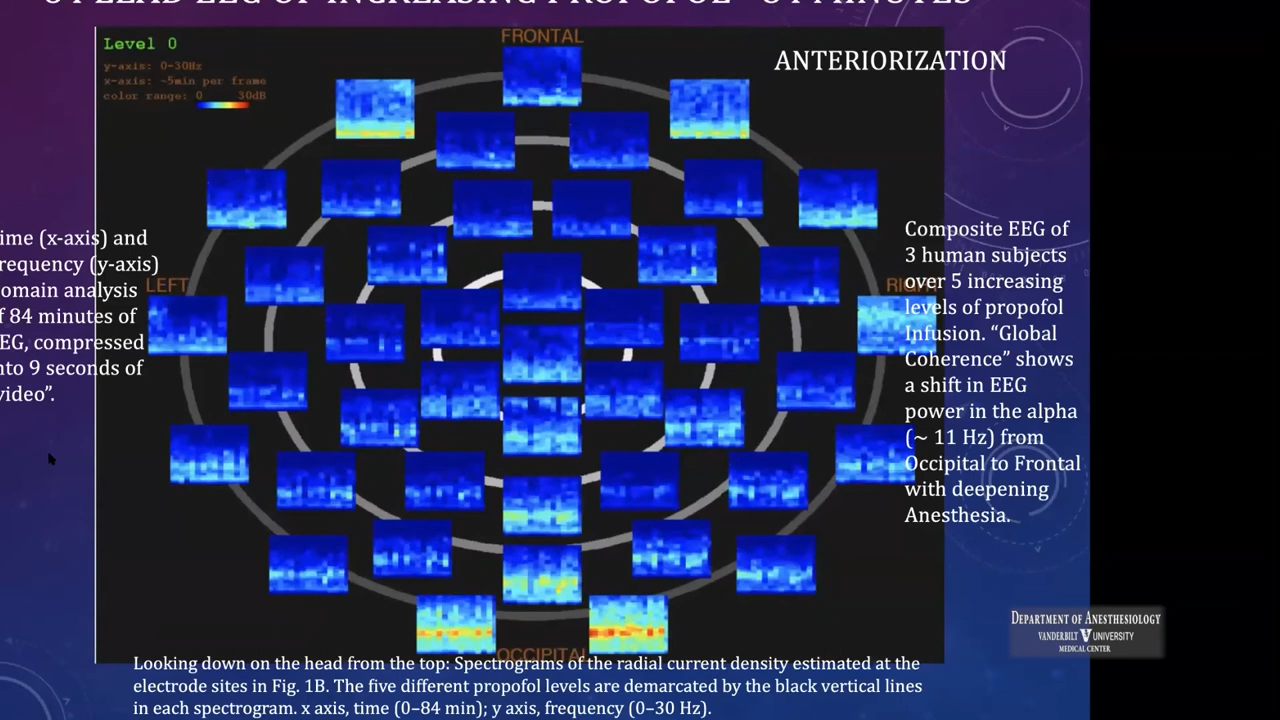 ANTERIORIZATION
Level 0
y-axis: 0-30Hz
x-axis: ~5min per frame
color range: 0 30dB
FRONTAL
LEFT
OCCIPITAL
ime (x-axis) and
requency (y-axis)
omain analysis
f 84 minutes of
EG, compressed
nto 9 seconds of
video”.
Composite EEG of
3 human subjects
over 5 increasing
levels of propofol
Infusion. “Global
Coherence” shows
a shift in EEG
power in the alpha
(~ 11 Hz) from
Occipital to Frontal
with deepening
Anesthesia.
DEPARTMENT OF ANESTHESIOLOGY
VANDERBILT UNIVERSITY
MEDICAL CENTER
Looking down on the head from the top: Spectrograms of the radial current density estimated at the
electrode sites in Fig. 1B. The five different propofol levels are demarcated by the black vertical lines
in each spectrogram. x axis, time (0–84 min); y axis, frequency (0–30 Hz).